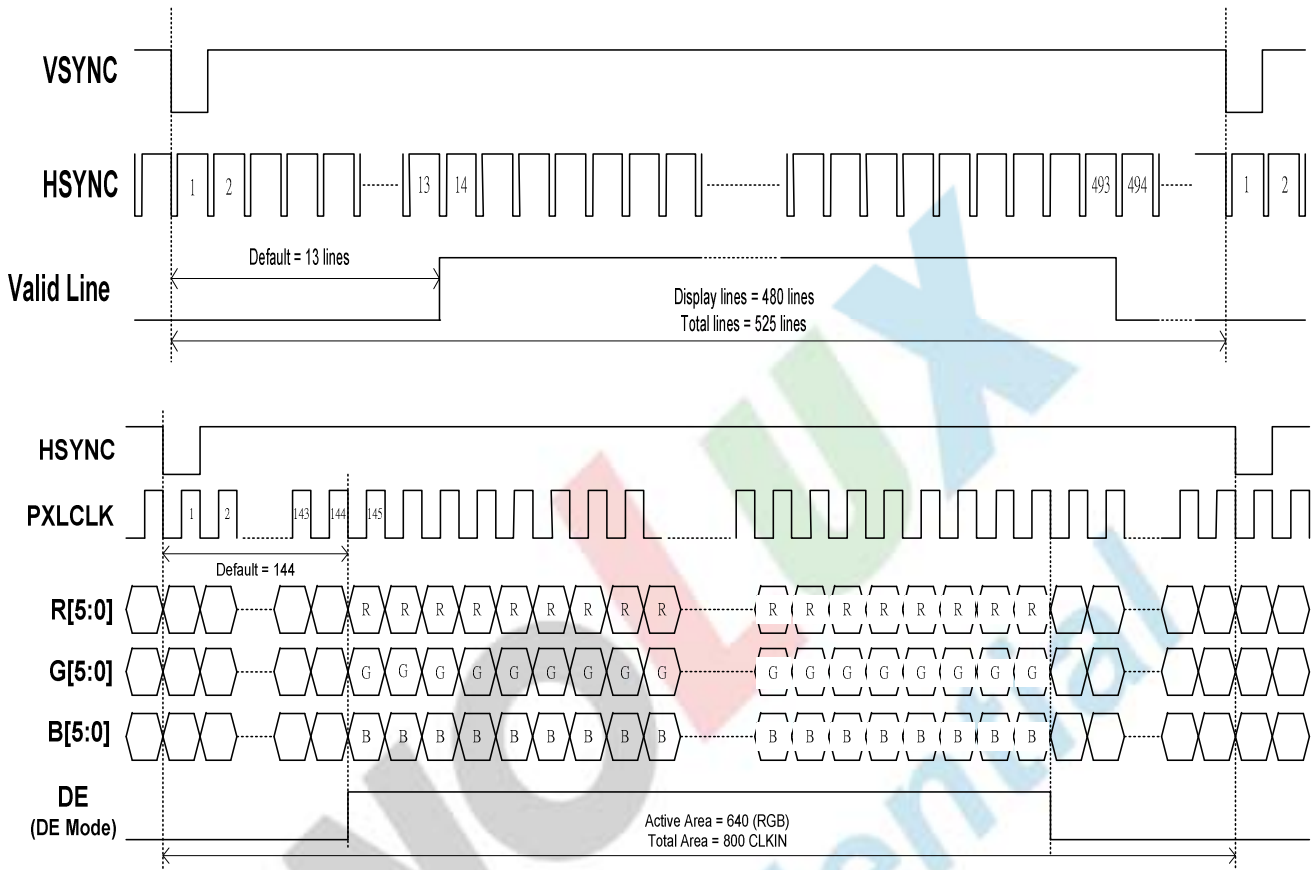 VSYNC
HSYNC
1 2 13 14 493 494 1 2
Default = 13 lines
Valid Line
Display lines = 480 lines
Total lines = 525 lines
HSYNC
PXLCLK
1 2 143 144 145
Default = 144
R[5:0]
R R R R R R R R R R R R R R R R R
G[5:0]
G G G G G G G G G G G G G G G G G
B[5:0]
B B B B B B B B B B B B B B B B B
DE
(DE Mode)
Active Area = 640 (RGB)
Total Area = 800 CLKIN
NOLUX
ential